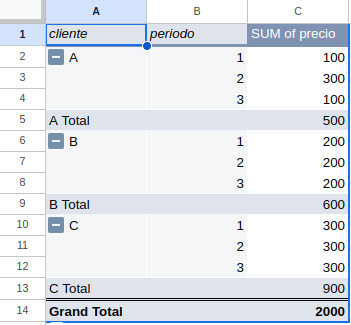 A B C
1 cliente periodo SUM of precio
2 A 1 100
3 2 300
4 3 100
5 A Total 500
6 B 1 200
7 2 200
8 3 200
9 B Total 600
10 C 1 300
11 2 300
12 3 300
13 C Total 900
14 Grand Total 2000